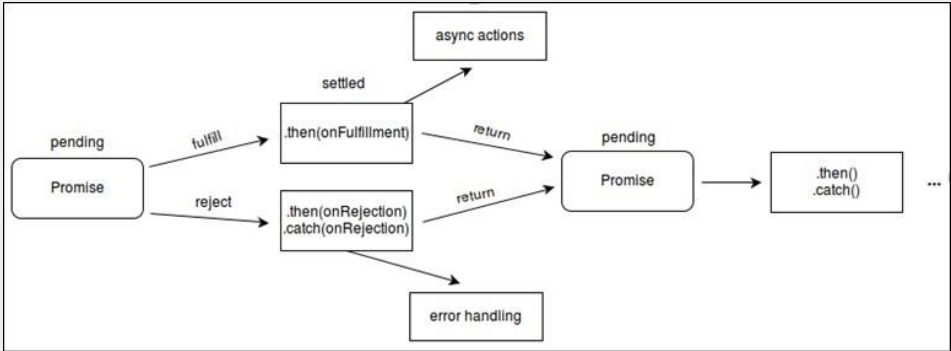 async actions
settled
.then(onFulfillment)
fulfill
return
pending
Promise
pending
Promise
.then()
.catch()
...
reject
.then(onRejection)
.catch(onRejection)
return
error handling